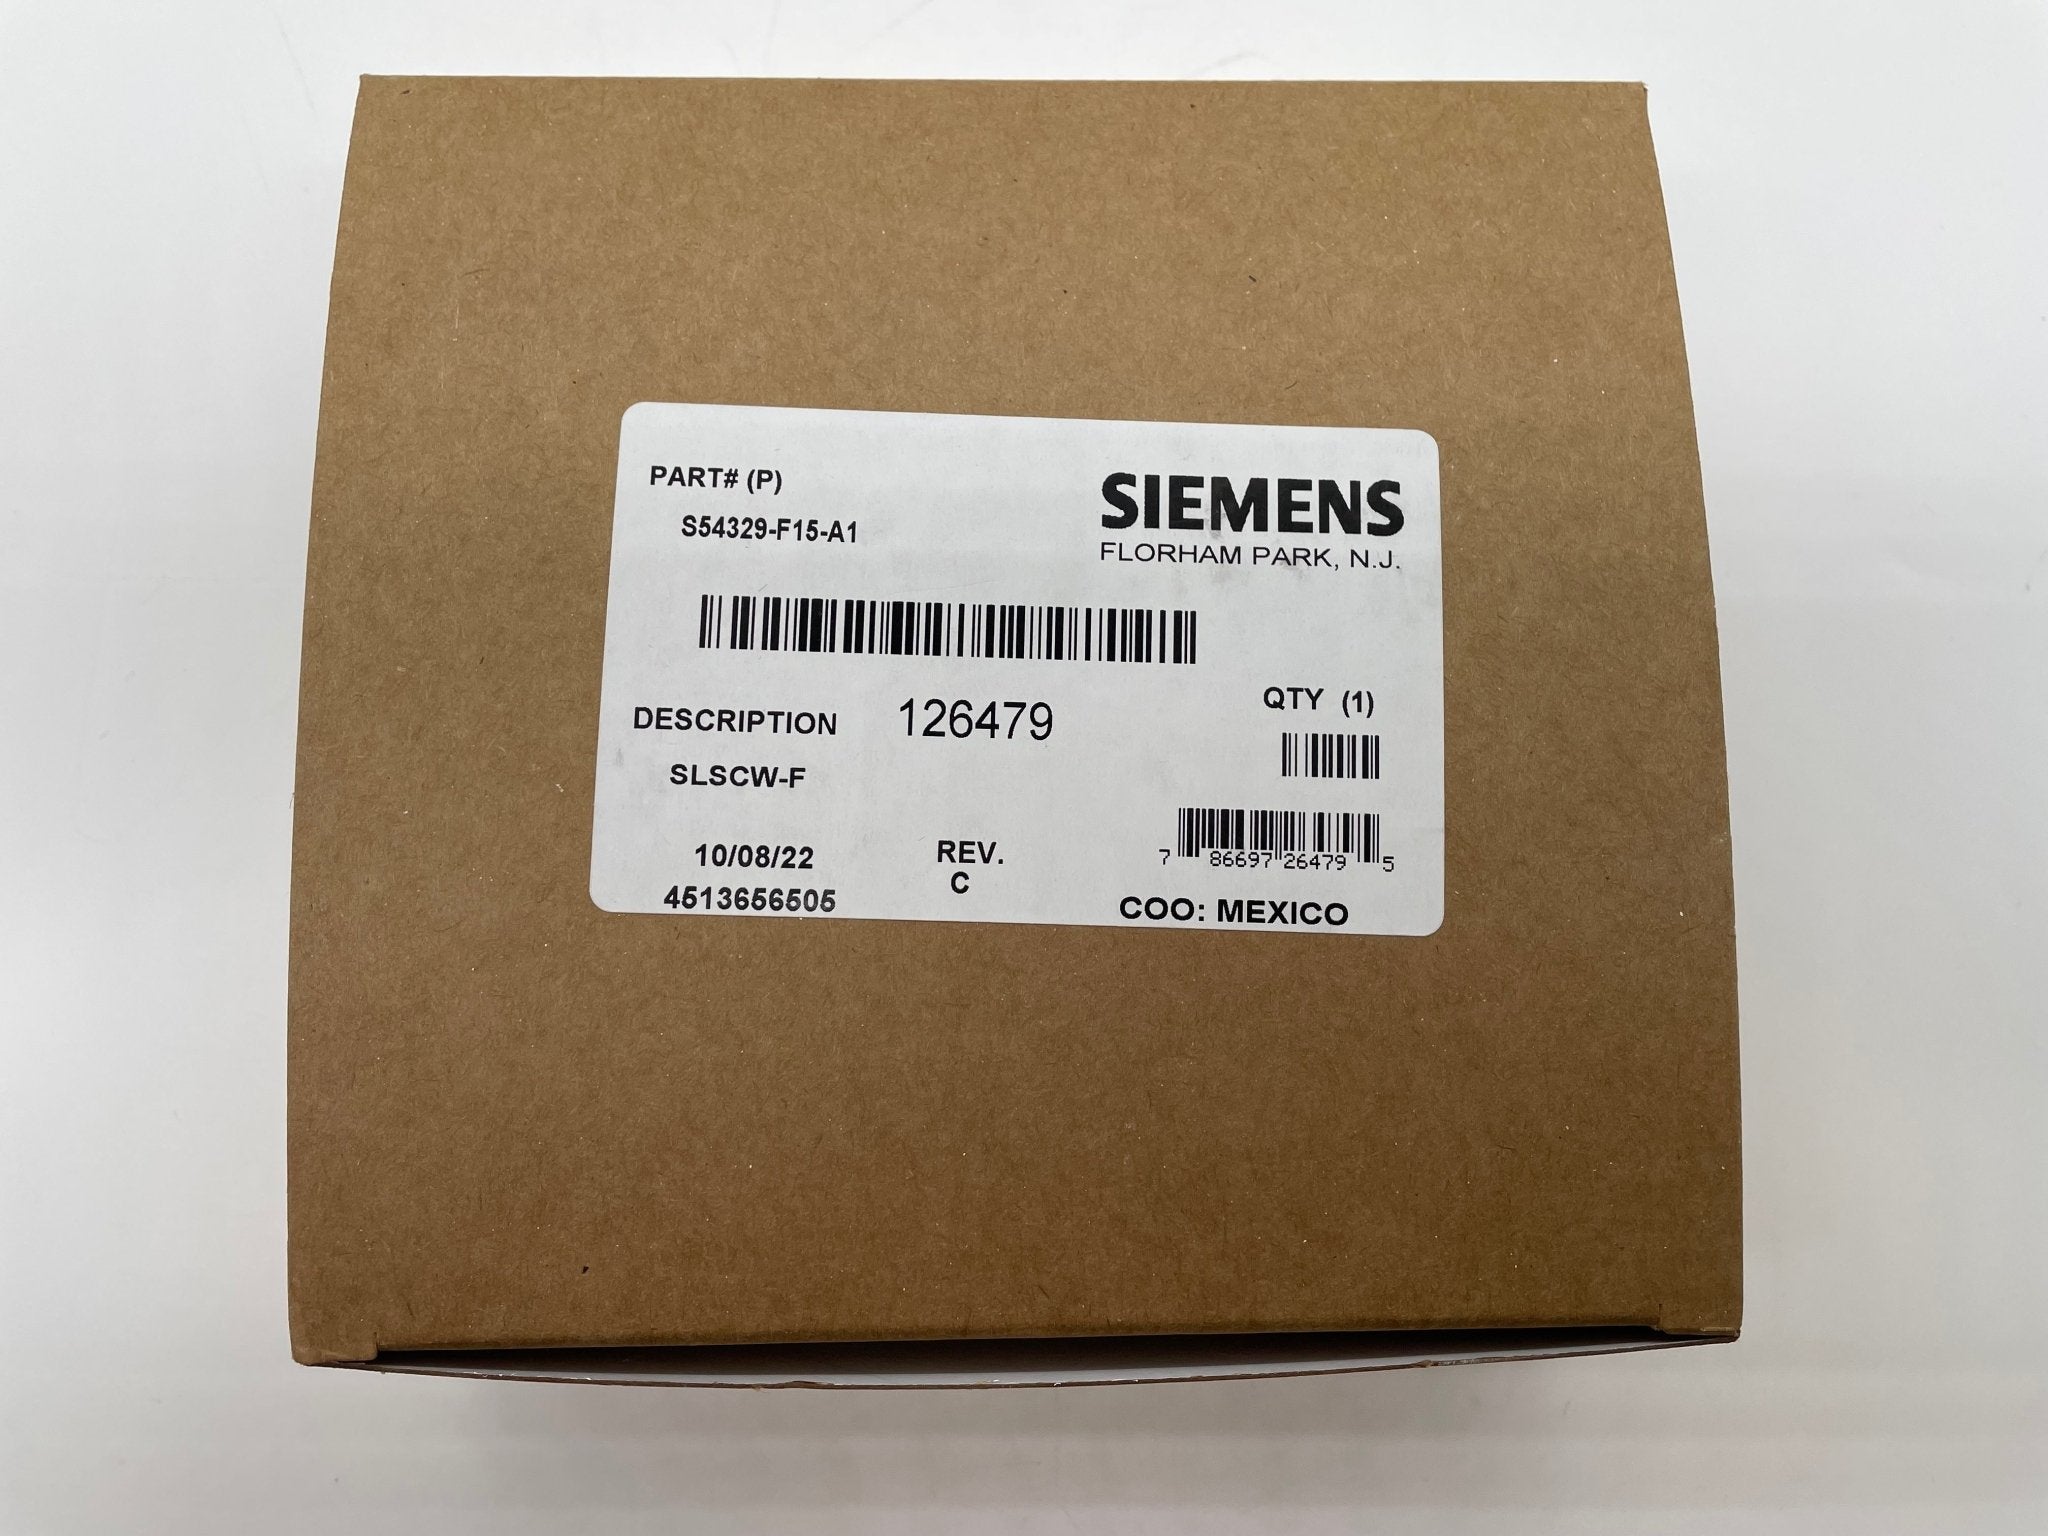 PART# (P)
S54329-F15-A1
SIEMENS
FLORHAM PARK, N.J.
DESCRIPTION 126479
SLSCW-F
QTY (1)
10/08/22
4513656505
REV.
C
7 86697 26479 5
COO: MEXICO